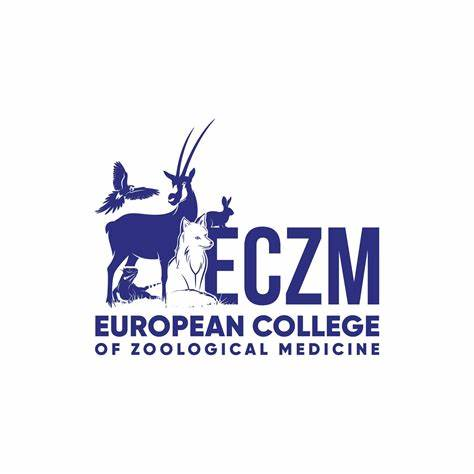 ECZM
EUROPEAN COLLEGE
OF ZOOLOGICAL MEDICINE